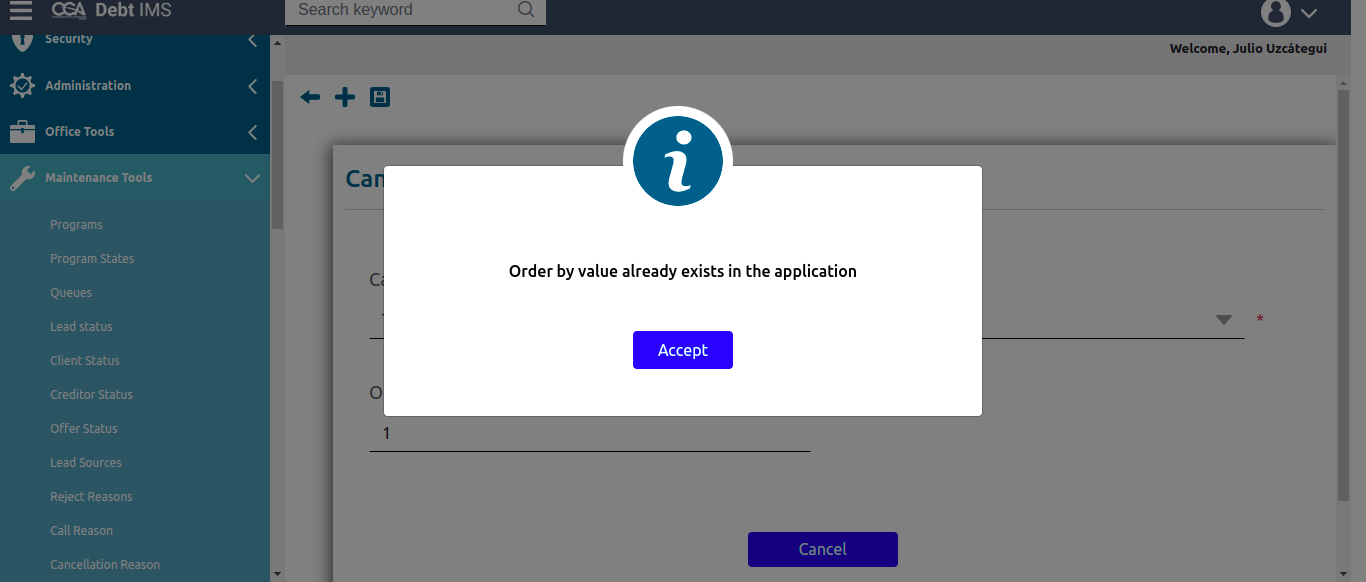 CGA Debt IMS
Search keyword
Welcome, Julio Uzcátegui
Security
Administration
Office Tools
Maintenance Tools
Programs
Program States
Queues
Lead status
Client Status
Creditor Status
Offer Status
Lead Sources
Reject Reasons
Call Reason
Cancellation Reason
Order by value already exists in the application
Accept
*
1
Cancel